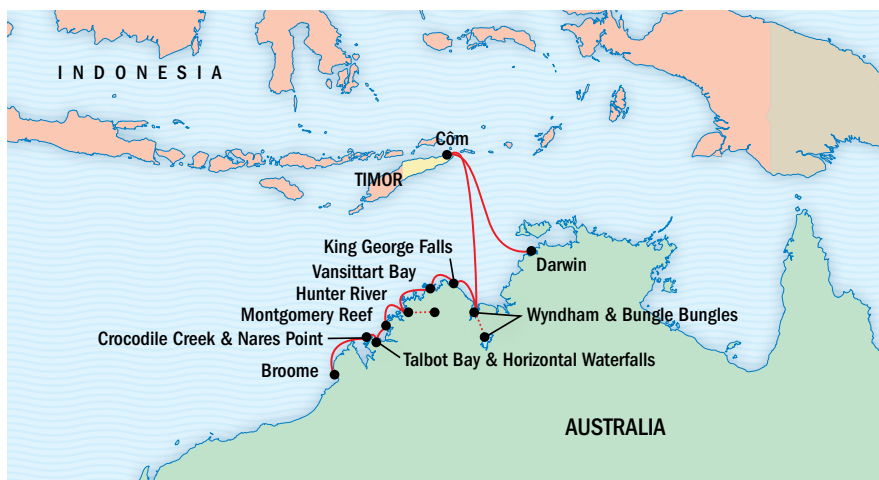 INDONESIA
Côm
TIMOR
King George Falls
Darwin
Vansittart Bay
Hunter River
Montgomery Reef
Wyndham & Bungle Bungles
Crocodile Creek & Nares Point
Talbot Bay & Horizontal Waterfalls
Broome
AUSTRALIA